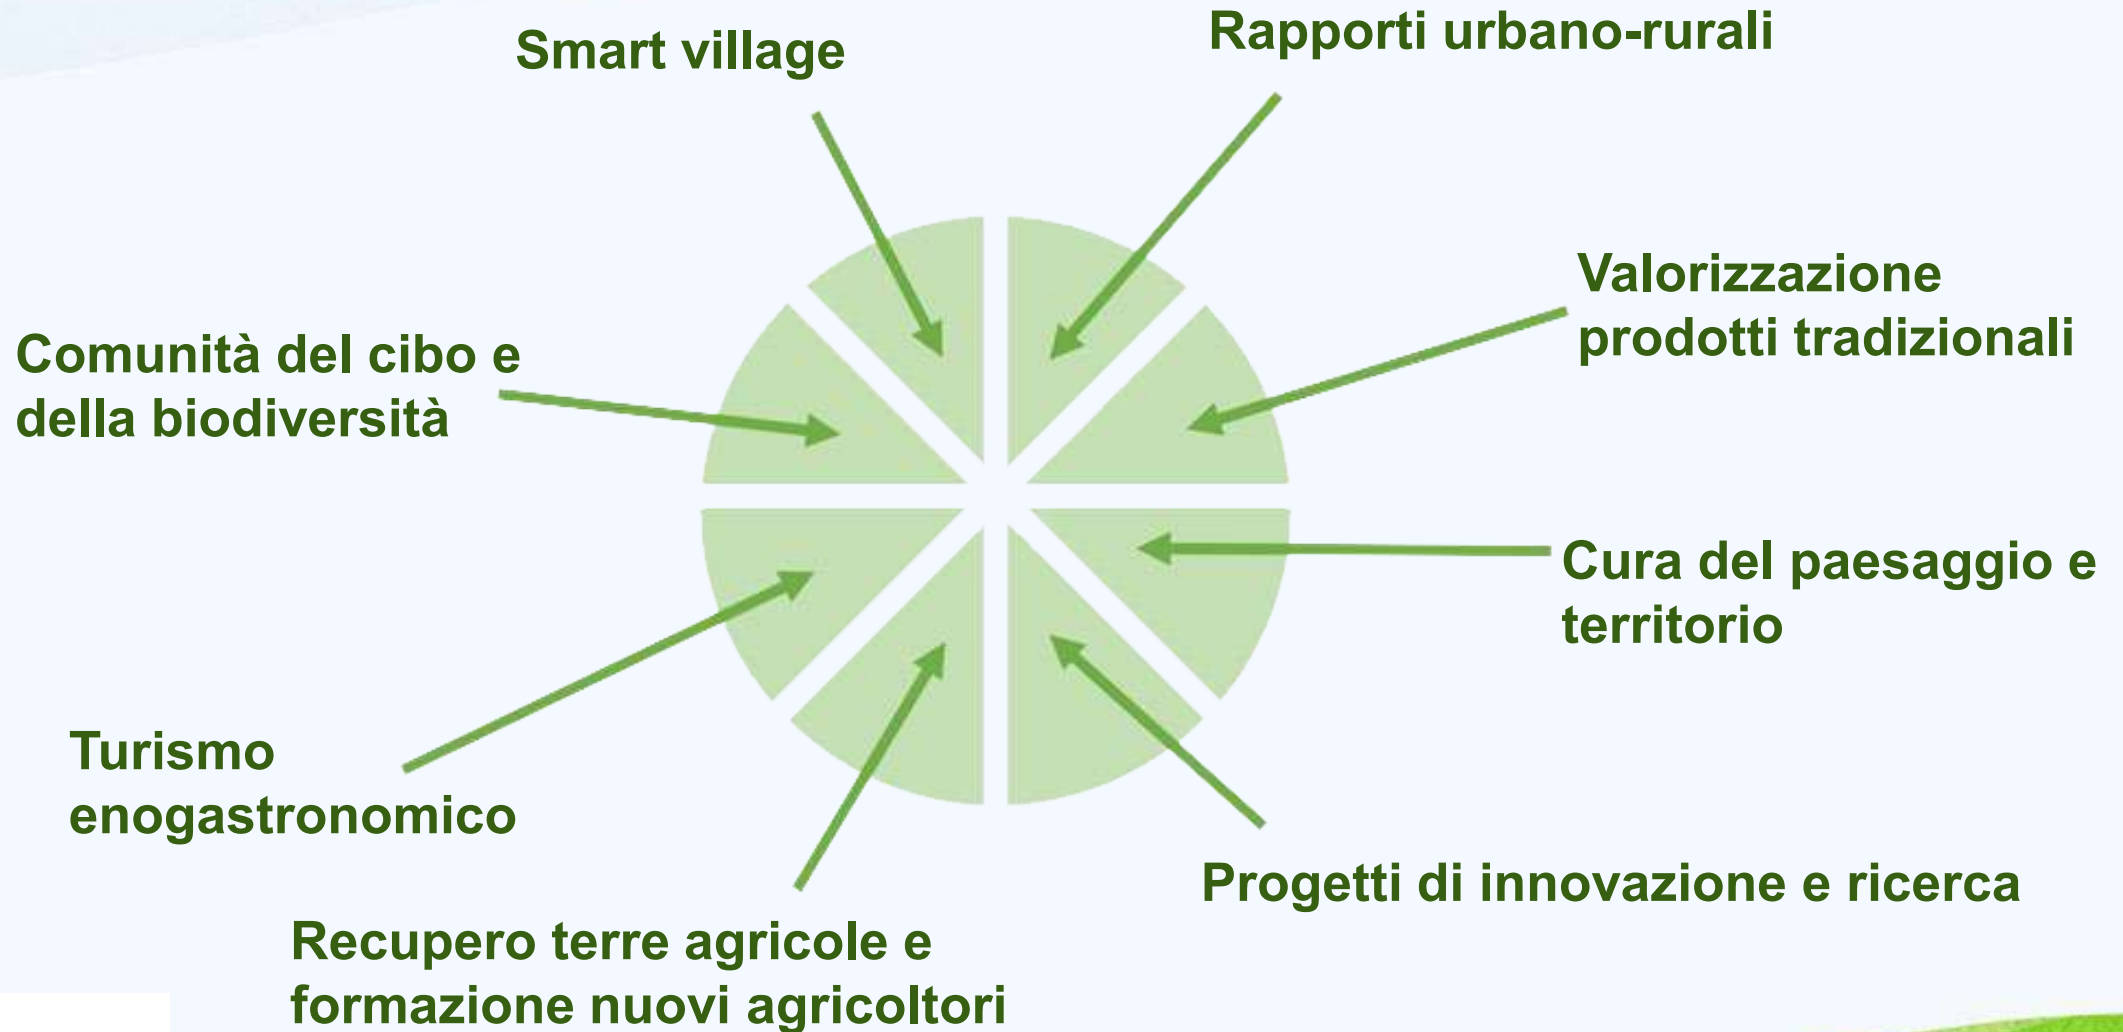 Smart village
Rapporti urbano-rurali
Valorizzazione
prodotti tradizionali
Comunità del cibo e
della biodiversità
Cura del paesaggio e
territorio
Turismo
enogastronomico
Progetti di innovazione e ricerca
Recupero terre agricole e
formazione nuovi agricoltori